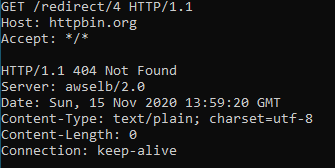 GET /redirect/4 HTTP/1.1
Host: httpbin.org
Accept: */*
HTTP/1.1 404 Not Found
Server: awselb/2.0
Date: Sun, 15 Nov 2020 13:59:20 GMT
Content-Type: text/plain; charset=utf-8
Content-Length: 0
Connection: keep-alive